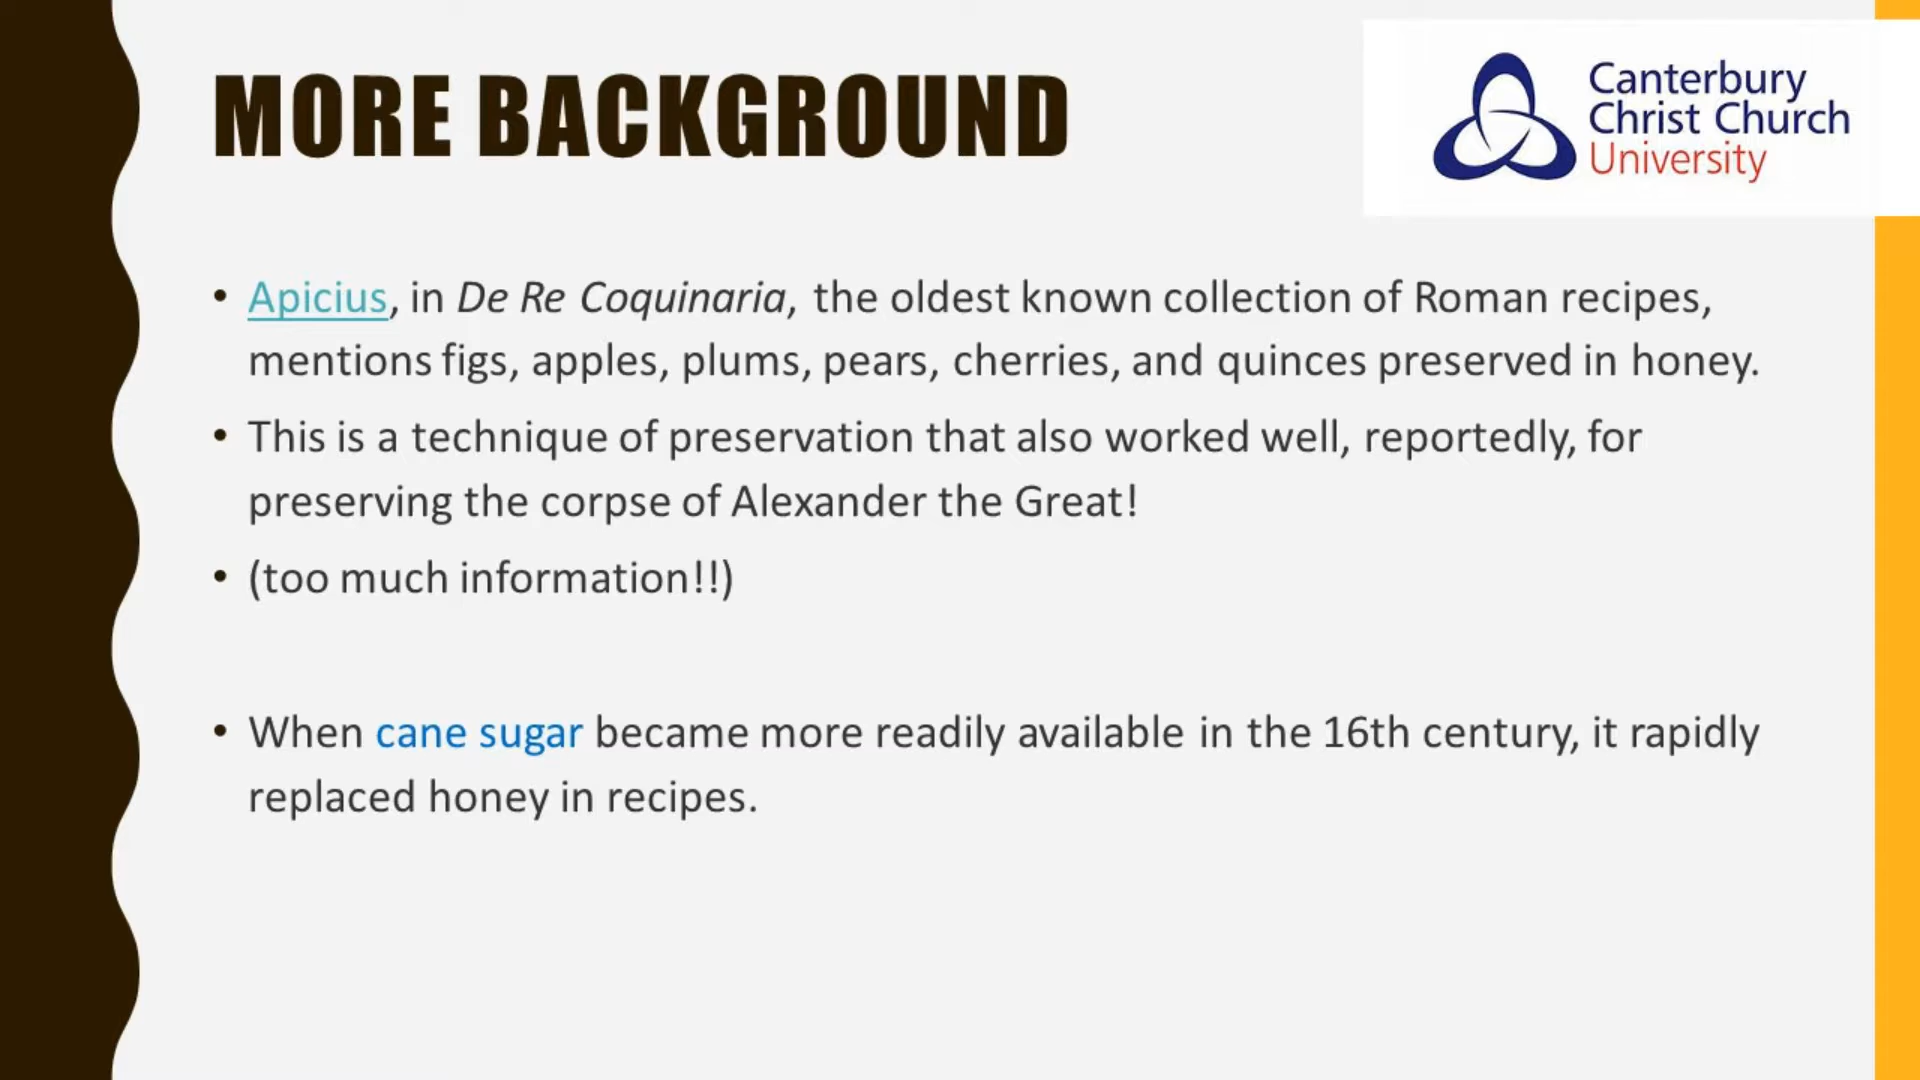 MORE BACKGROUND
Canterbury
Christ Church
University
• Apicius, in De Re Coquinaria, the oldest known collection of Roman recipes,
mentions figs, apples, plums, pears, cherries, and quinces preserved in honey.
• This is a technique of preservation that also worked well, reportedly, for
preserving the corpse of Alexander the Great!
• (too much information!!)
• When cane sugar became more readily available in the 16th century, it rapidly
replaced honey in recipes.